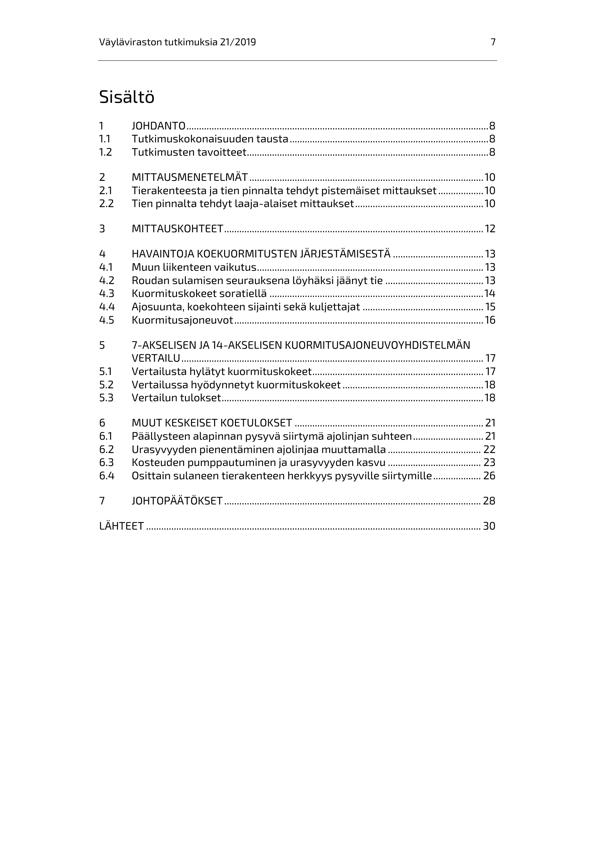 Väyläviraston tutkimuksia 21/2019 7
Sisältö
1 JOHDANTO 8
1.1 Tutkimuskokonaisuuden tausta 8
1.2 Tutkimusten tavoitteet 8
2 MITTAUSMENETELMÄT 10
2.1 Tierakenteesta ja tien pinnalta tehdyt pistemäiset mittaukset 10
2.2 Tien pinnalta tehdyt laaja-alaiset mittaukset 10
3 MITTAUSKOHTEET 12
4 HAVAINTOJA KOEKUORMITUSTEN JÄRJESTÄMISESTÄ 13
4.1 Muun liikenteen vaikutus 13
4.2 Roudan sulamisen seurauksena löyhäksi jäänyt tie 13
4.3 Kuormituskokeet soratiellä 14
4.4 Ajosuunta, koekohteen sijainti sekä kuljettajat 15
4.5 Kuormitusajoneuvot 16
5 7-AKSELISEN JA 14-AKSELISEN KUORMITUSAJONEUVOYHDISTELMÄN
VERTAILU 17
5.1 Vertailusta hylätyt kuormituskokeet 17
5.2 Vertailussa hyödynnetyt kuormituskokeet 18
5.3 Vertailun tulokset 18
6 MUUT KESKEISET KOETULOKSET 21
6.1 Päällysteen alapinnan pysyvä siirtymä ajolinjan suhteen 21
6.2 Urasyvyyden pienentäminen ajolinjaa muuttamalla 22
6.3 Kosteuden pumppautuminen ja urasyvyyden kasvu 23
6.4 Osittain sulaneen tierakenteen herkkyys pysyville siirtymille 26
7 JOHTOPÄÄTÖKSET 28
LÄHTEET 30